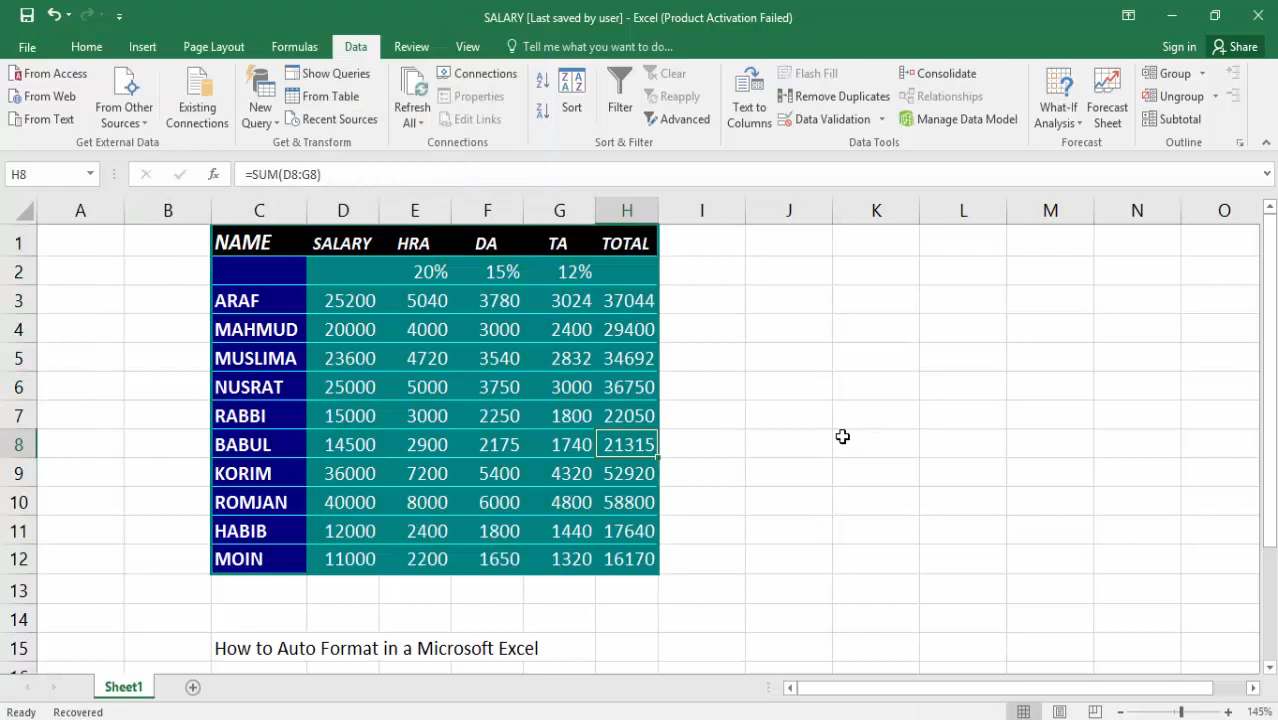 SALARY [Last saved by user] - Excel (Product Activation Failed)
File Home Insert Page Layout Formulas Data Review View Tell me what you want to do... Sign in Share
From Access
From Web
From Text
From Other Sources
Existing Connections
Get External Data
New Query
Show Queries
From Table
Recent Sources
Get & Transform
Refresh All
Connections
Properties
Edit Links
Connections
Sort
Filter
Clear
Reapply
Advanced
Sort & Filter
Text to Columns
Flash Fill
Remove Duplicates
Data Validation
Consolidate
Relationships
Manage Data Model
Data Tools
What-If Analysis
Forecast Sheet
Forecast
Group
Ungroup
Subtotal
Outline
H8 fx =SUM(D8:G8)
A B C D E F G H I J K L M N O
1 NAME SALARY HRA DA TA TOTAL
2 20% 15% 12%
3 ARAF 25200 5040 3780 3024 37044
4 MAHMUD 20000 4000 3000 2400 29400
5 MUSLIMA 23600 4720 3540 2832 34692
6 NUSRAT 25000 5000 3750 3000 36750
7 RABBI 15000 3000 2250 1800 22050
8 BABUL 14500 2900 2175 1740 21315
9 KORIM 36000 7200 5400 4320 52920
10 ROMJAN 40000 8000 6000 4800 58800
11 HABIB 12000 2400 1800 1440 17640
12 MOIN 11000 2200 1650 1320 16170
13
14
15 How to Auto Format in a Microsoft Excel
Sheet1
Ready Recovered 145%